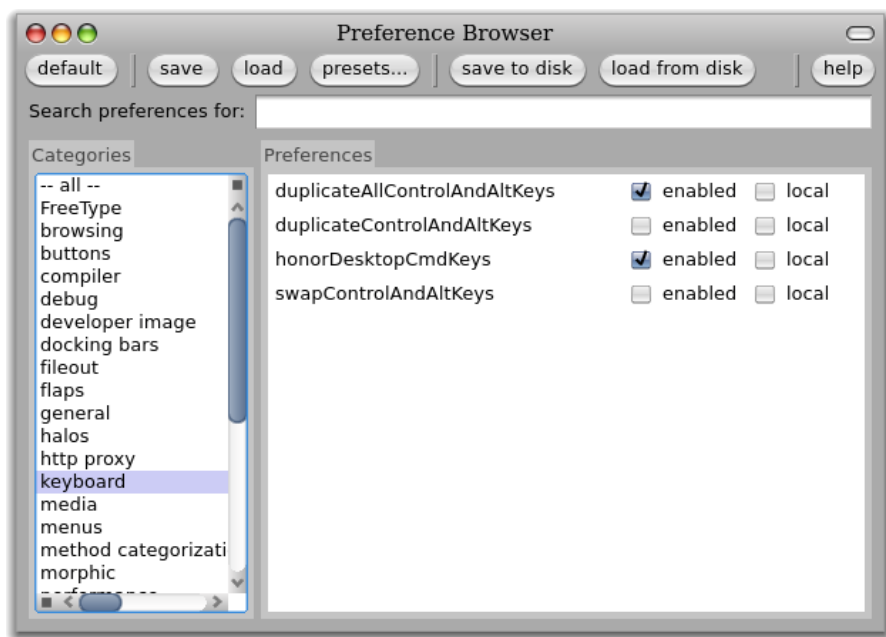 Preference Browser
default save load presets... save to disk load from disk help
Search preferences for:
Categories
-- all --
FreeType
browsing
buttons
compiler
debug
developer image
docking bars
fileout
flaps
general
halos
http proxy
keyboard
media
menus
method categorizati
morphic
Preferences
duplicateAllControlAndAltKeys enabled local
duplicateControlAndAltKeys enabled local
honorDesktopCmdKeys enabled local
swapControlAndAltKeys enabled local